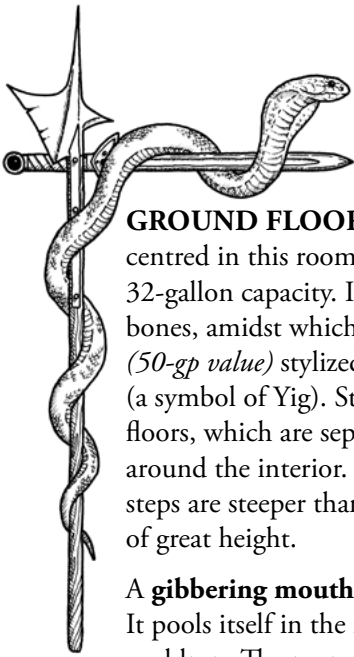 GROUND FLOOR
centred in this room
32-gallon capacity. I
bones, amidst which
(50-gp value) stylized
(a symbol of Yig). St
floors, which are sep
around the interior.
steps are steeper than
of great height.
A gibbering mouth
It pools itself in the